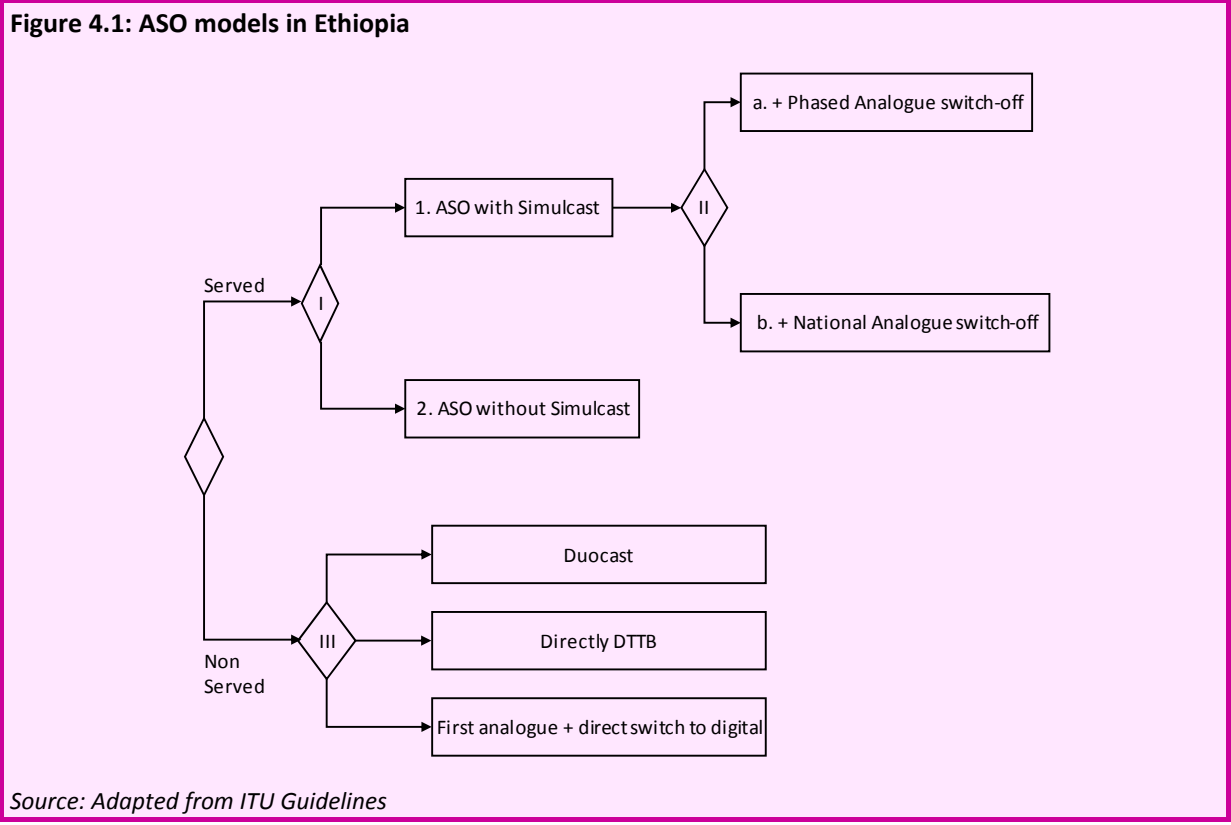 Figure 4.1: ASO models in Ethiopia
a. + Phased Analogue switch-off
1. ASO with Simulcast
II
Served
I
b. + National Analogue switch-off
2. ASO without Simulcast
Duocast
III
Directly DTTB
Non
Served
First analogue + direct switch to digital
Source: Adapted from ITU Guidelines